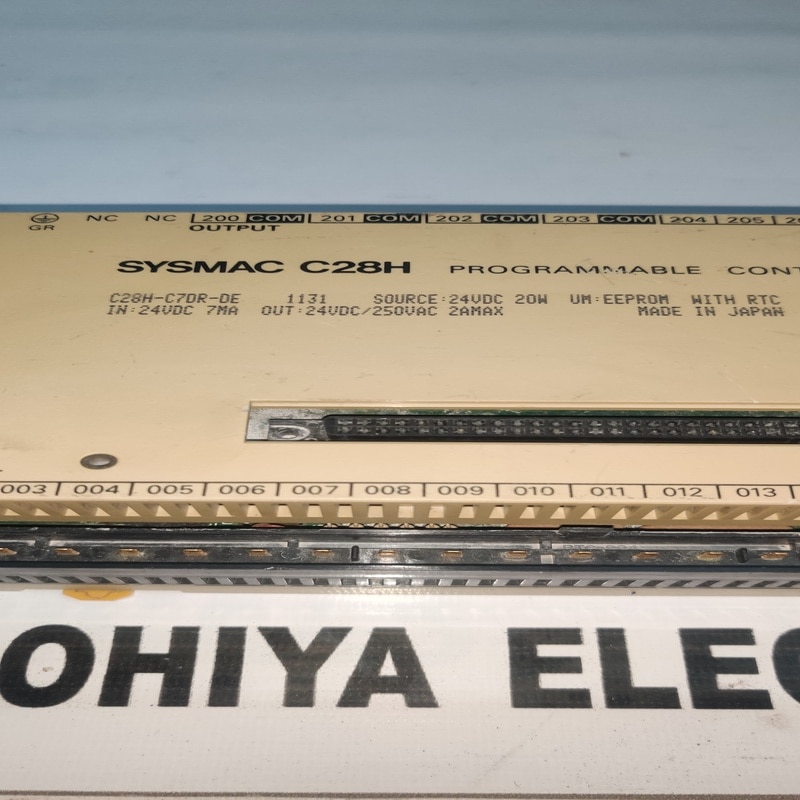 GR NC NC 200 COM 201 COM 202 COM 203 COM 204 205
OUTPUT
SYSMAC C28H PROGRAMMABLE CONT
C28H-C7DR-DE 1131 SOURCE:24VDC 20W UM:EEPROM WITH RTC
IN:24VDC 7MA OUT:24VDC/250VAC 2AMAX MADE IN JAPAN
003 004 005 006 007 008 009 010 011 012 013
OHIYA ELEC